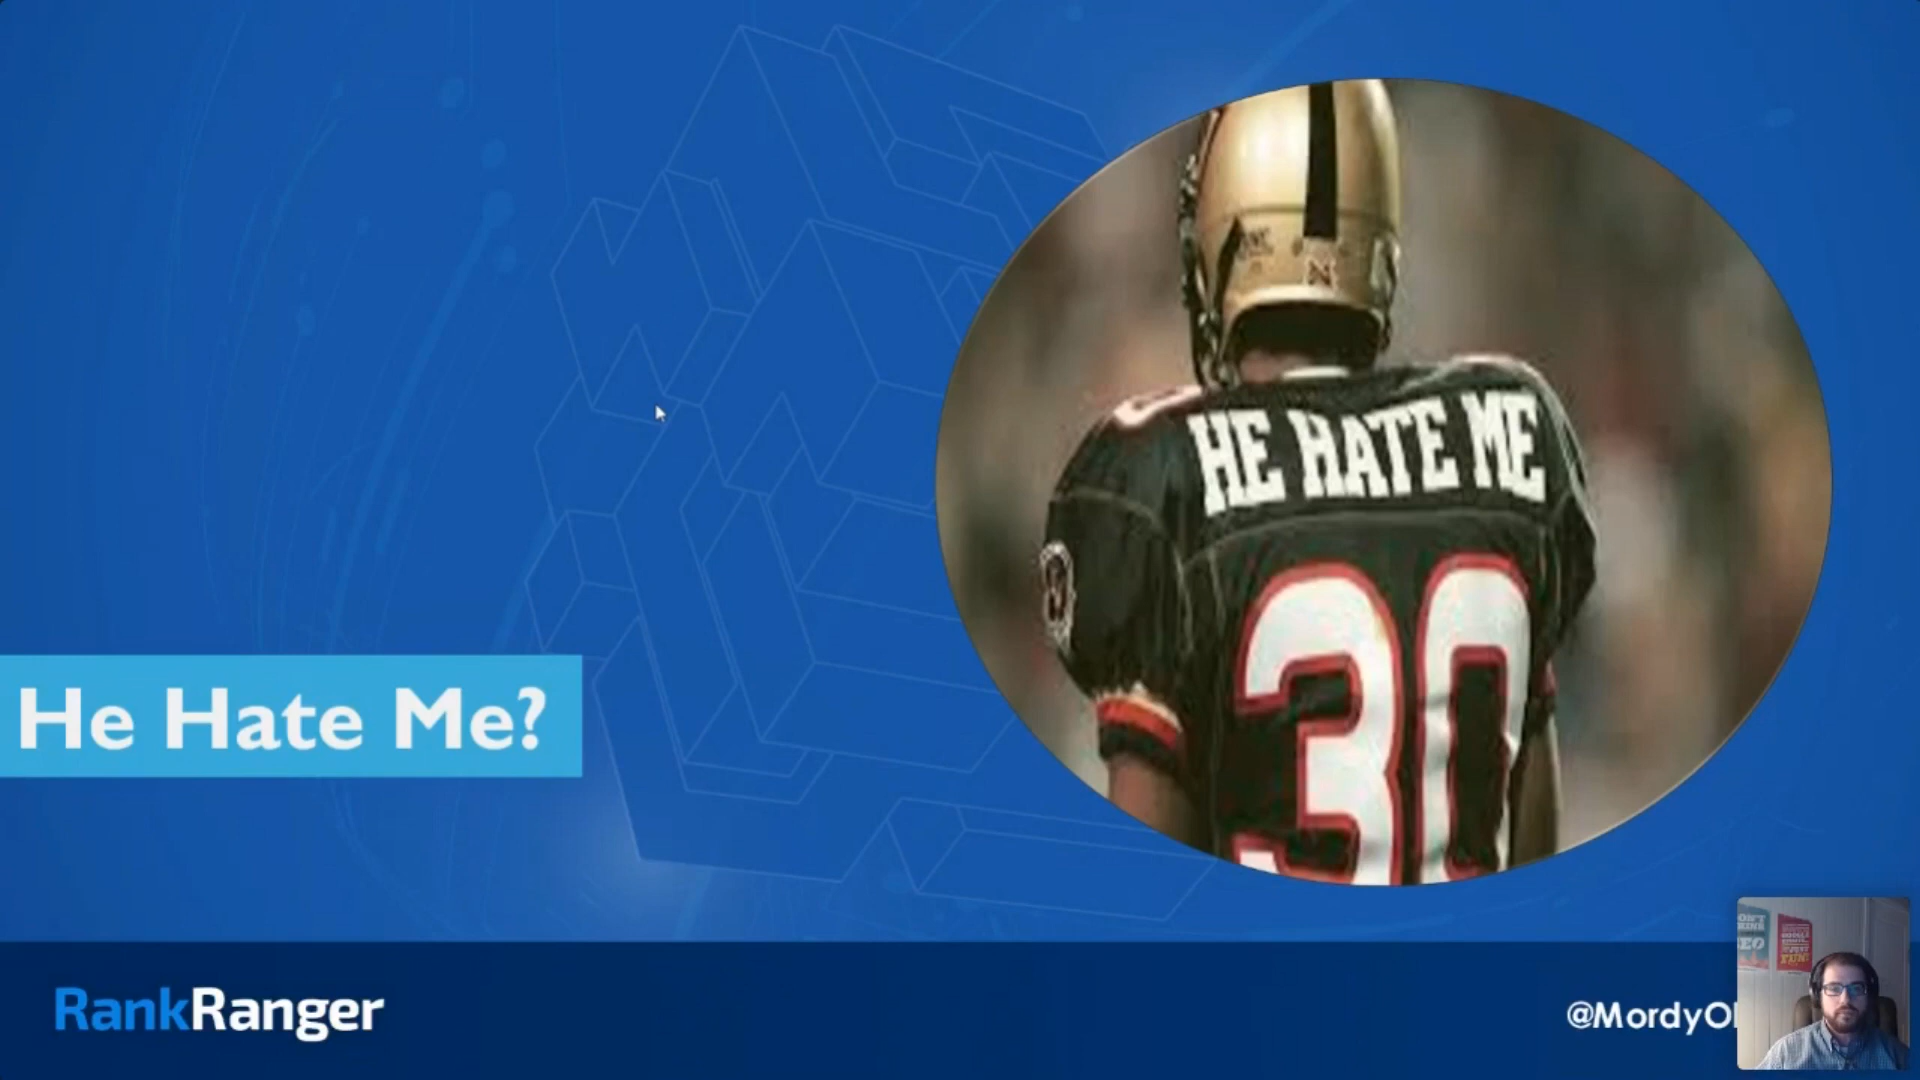 HE HATE ME
30
He Hate Me?
RankRanger
@MordyO